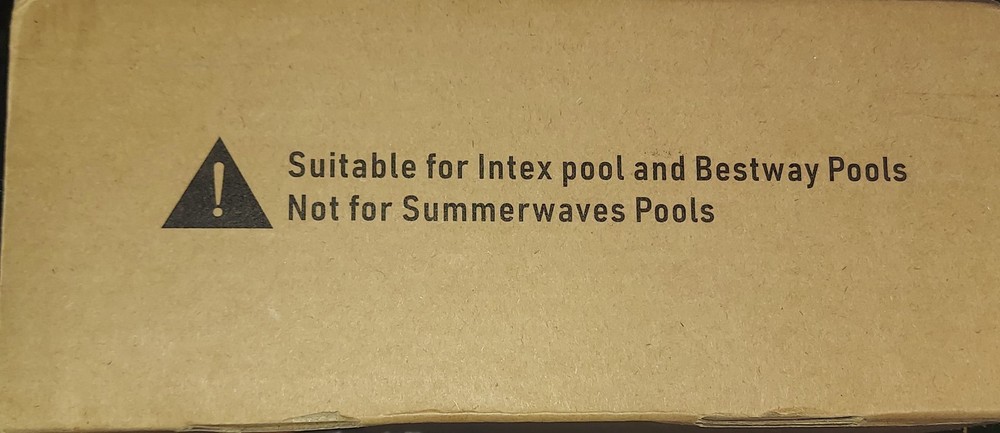 Suitable for Intex pool and Bestway Pools
Not for Summerwaves Pools